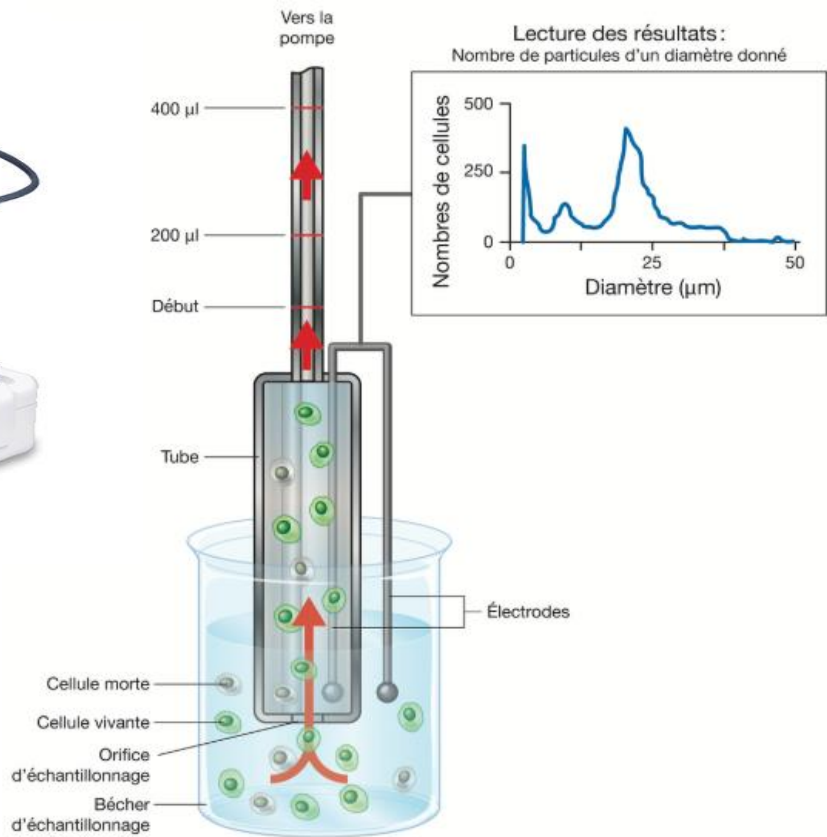 Vers la
pompe
400 µl
200 µl
Début
Tube
Cellule morte
Cellule vivante
Orifice
d'échantillonnage
Bécher
d'échantillonnage
Électrodes
Lecture des résultats :
Nombre de particules d'un diamètre donné
Nombres de cellules
500
250
0
0
25
50
Diamètre (µm)